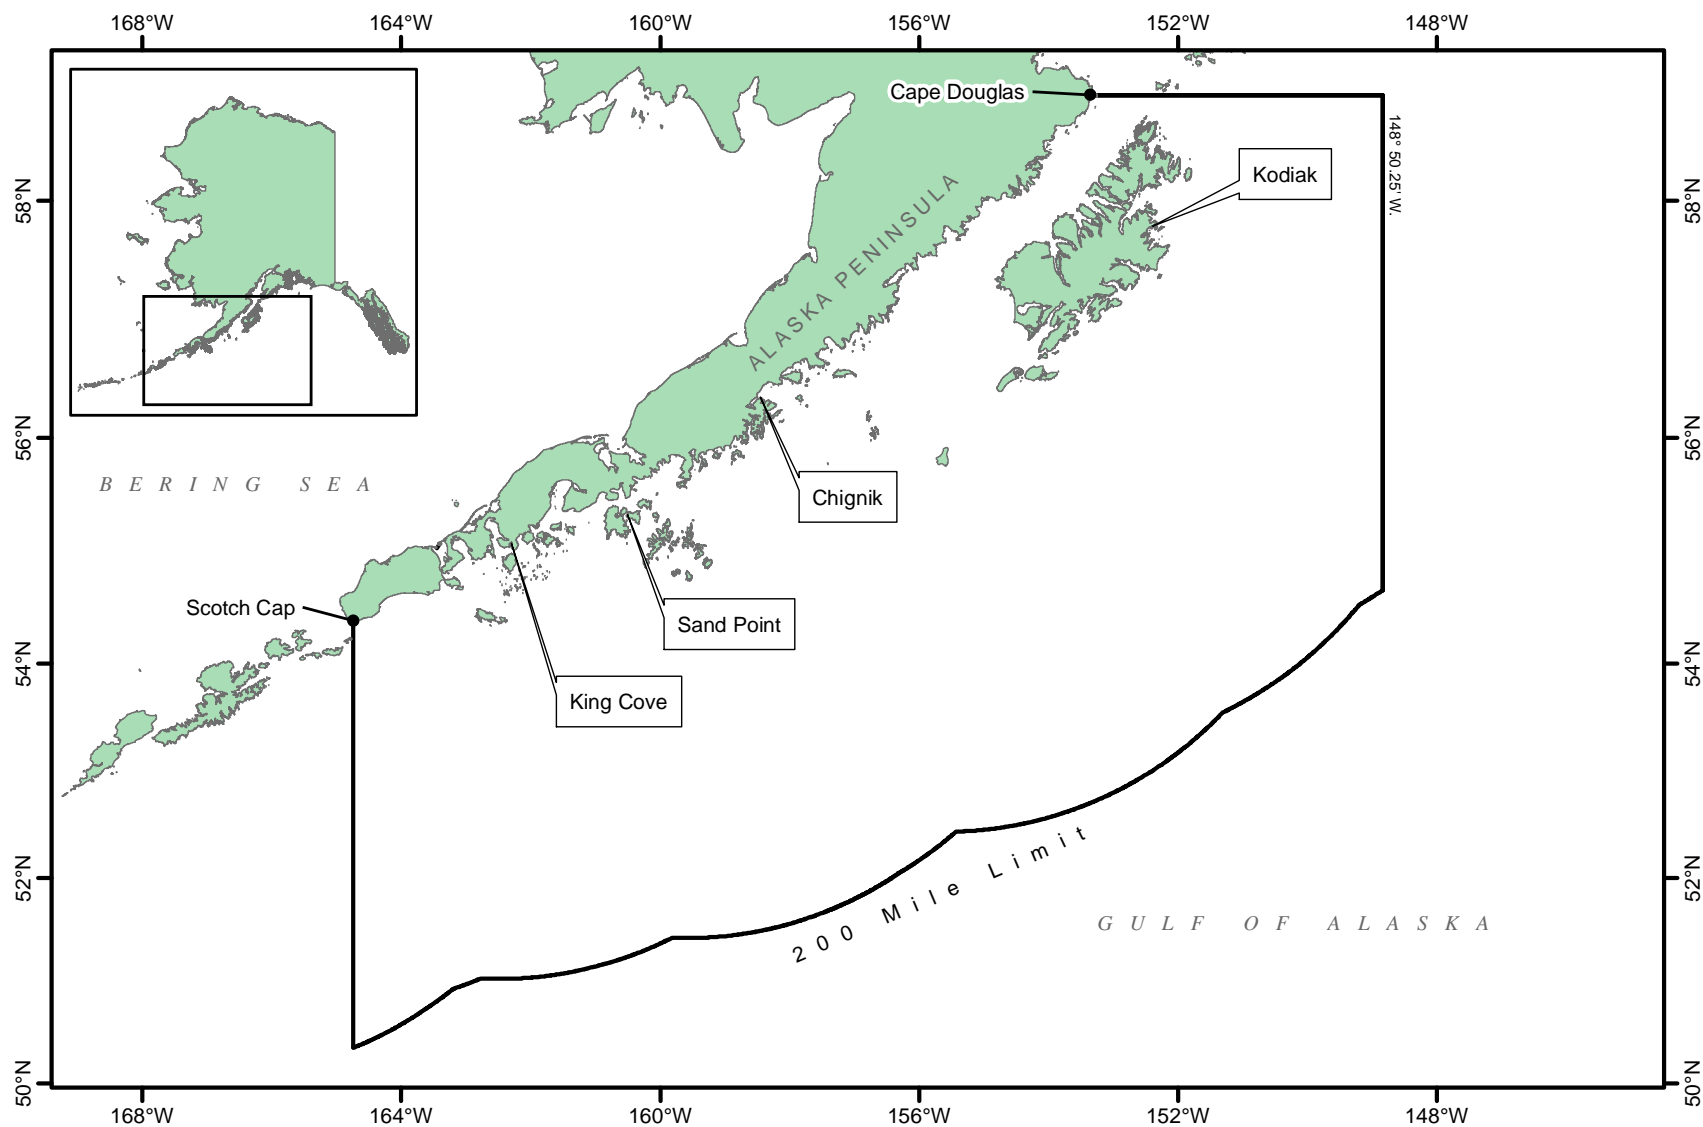 168°W 164°W 160°W 156°W 152°W 148°W
Cape Douglas
148° 50.25' W.
Kodiak
58°N 58°N
ALASKA PENINSULA
56°N 56°N
BERING SEA
Chignik
Scotch Cap
Sand Point
54°N 54°N
King Cove
200 Mile Limit
52°N 52°N
GULF OF ALASKA
50°N 50°N
168°W 164°W 160°W 156°W 152°W 148°W